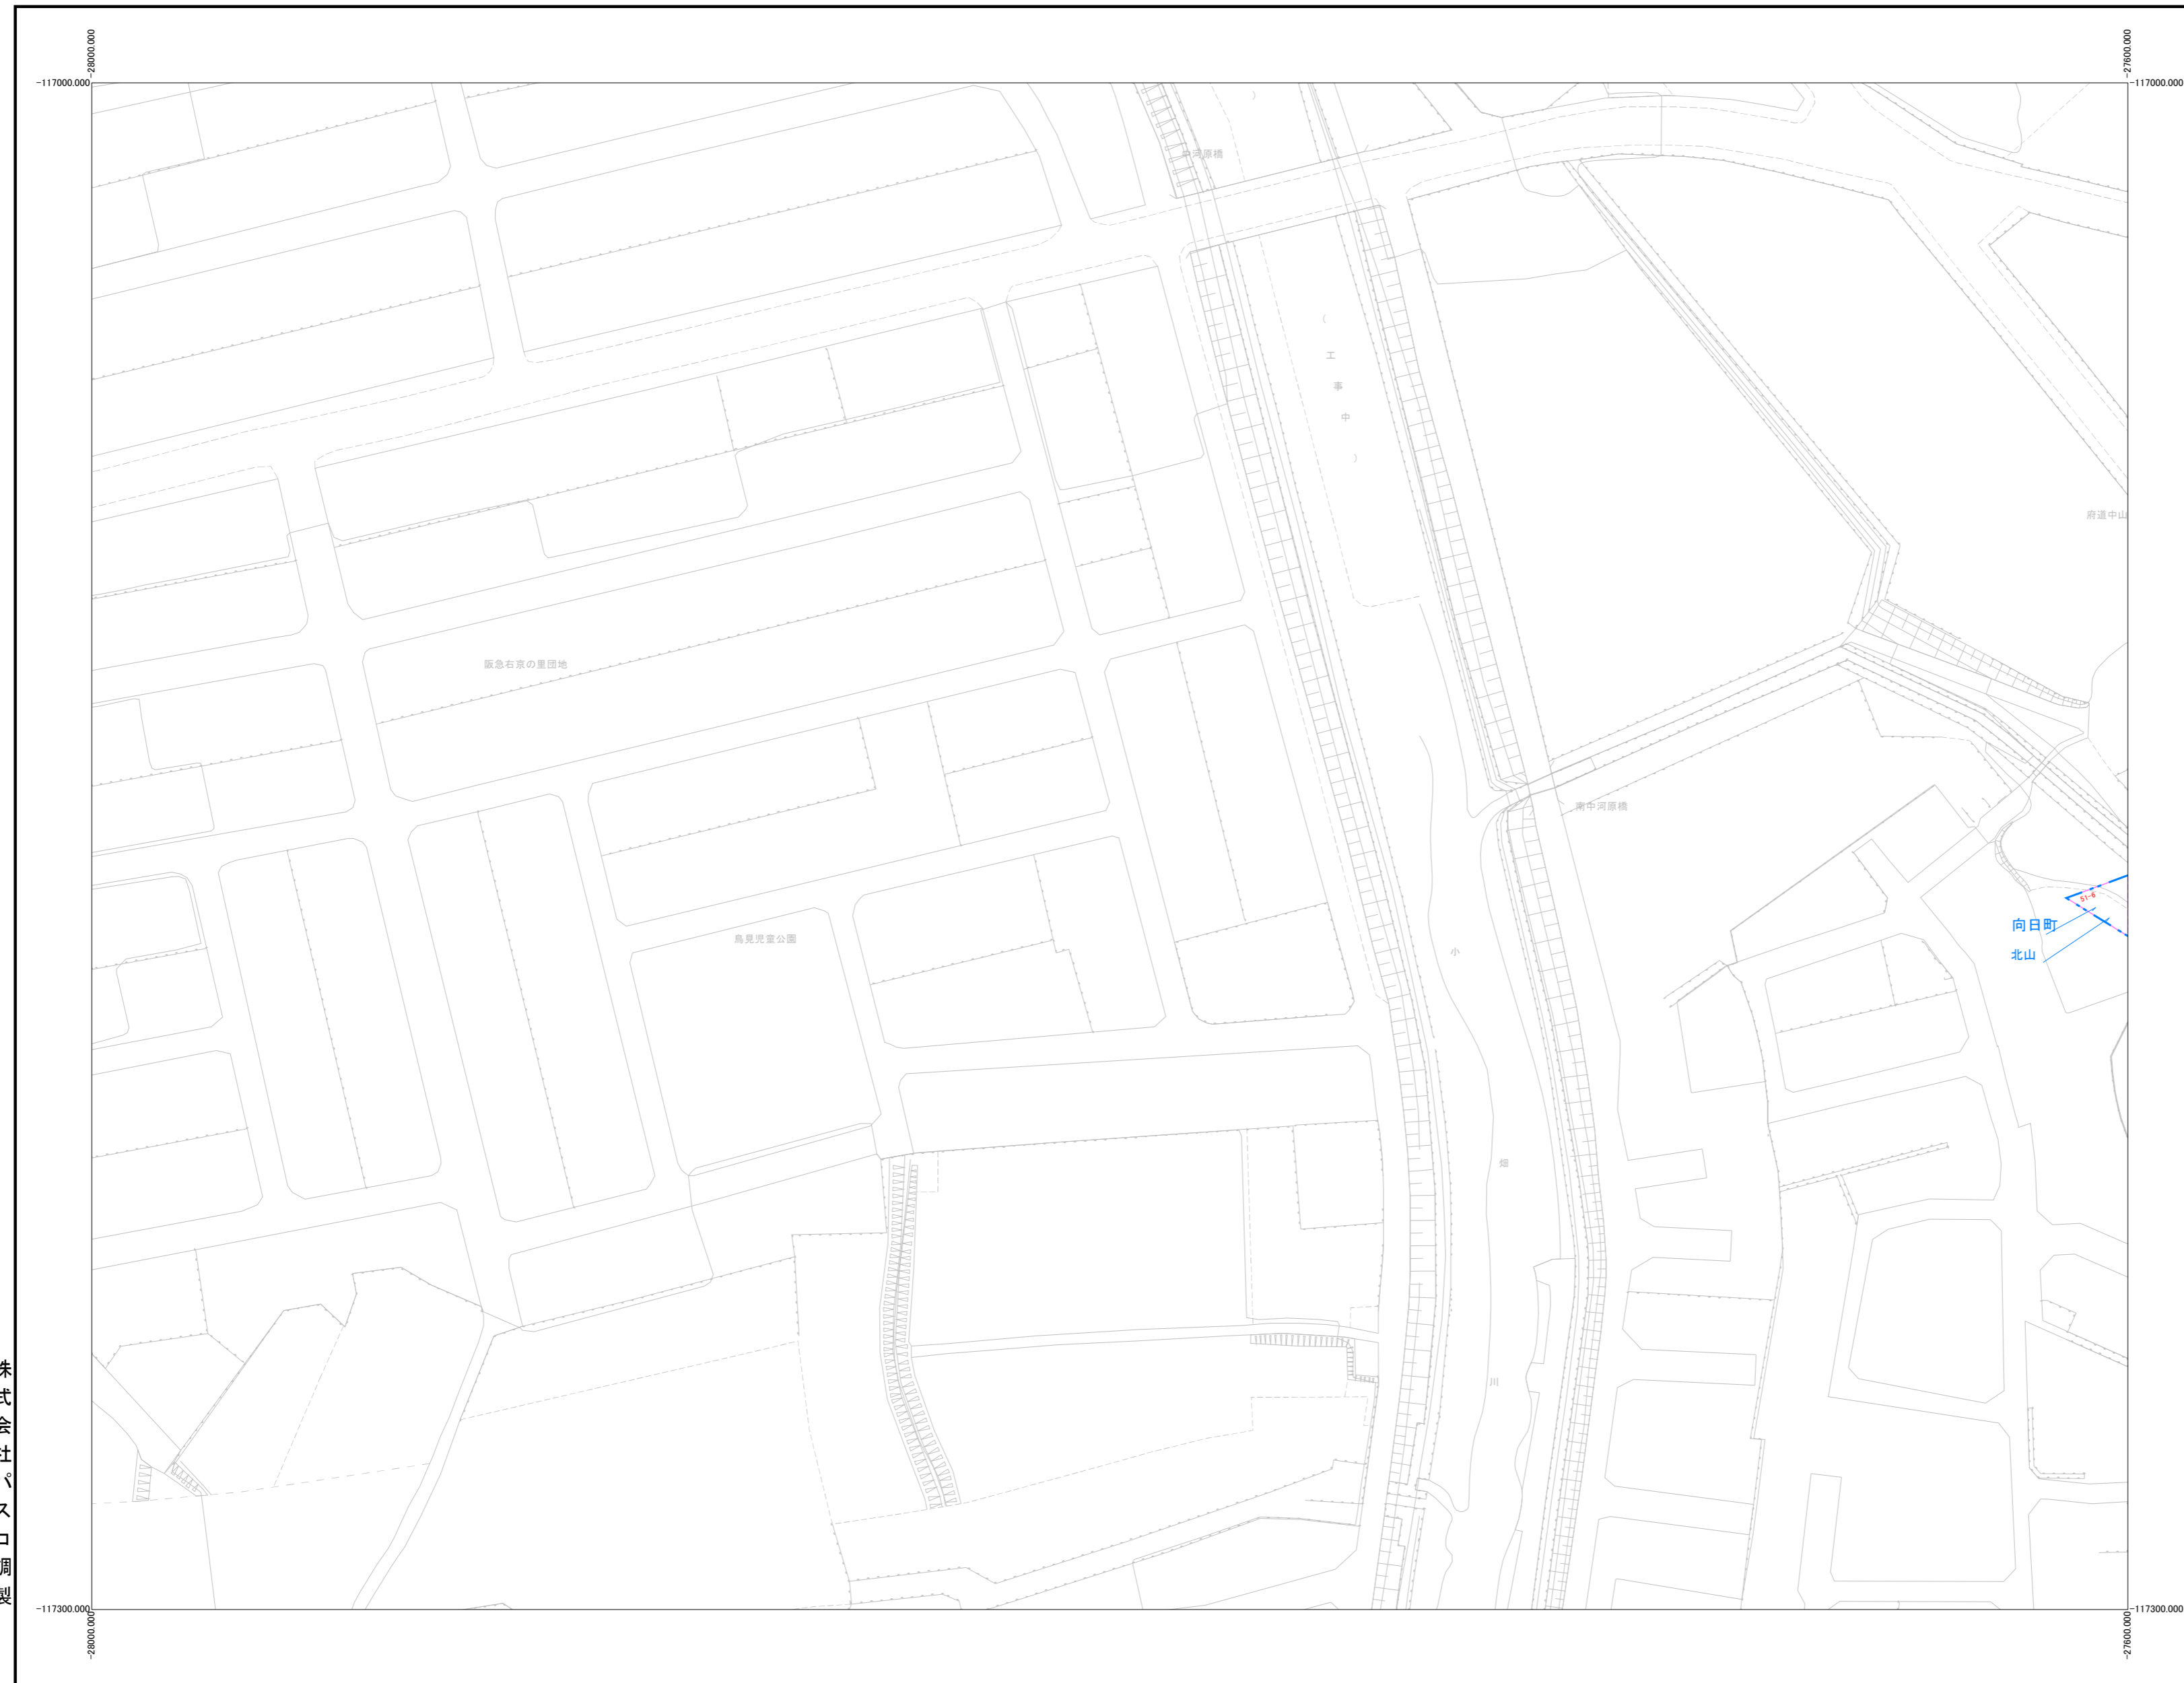 -28000.000
-27600.000
-117000.000
-117000.000
中河原橋
（
工事中
）
府道中山
阪急右京の里団地
南中河原橋
51-6
向日町
北山
鳥見児童公園
小畑川
株式会社パスコ調製
-117300.000
-117300.000
-28000.000
-27600.000